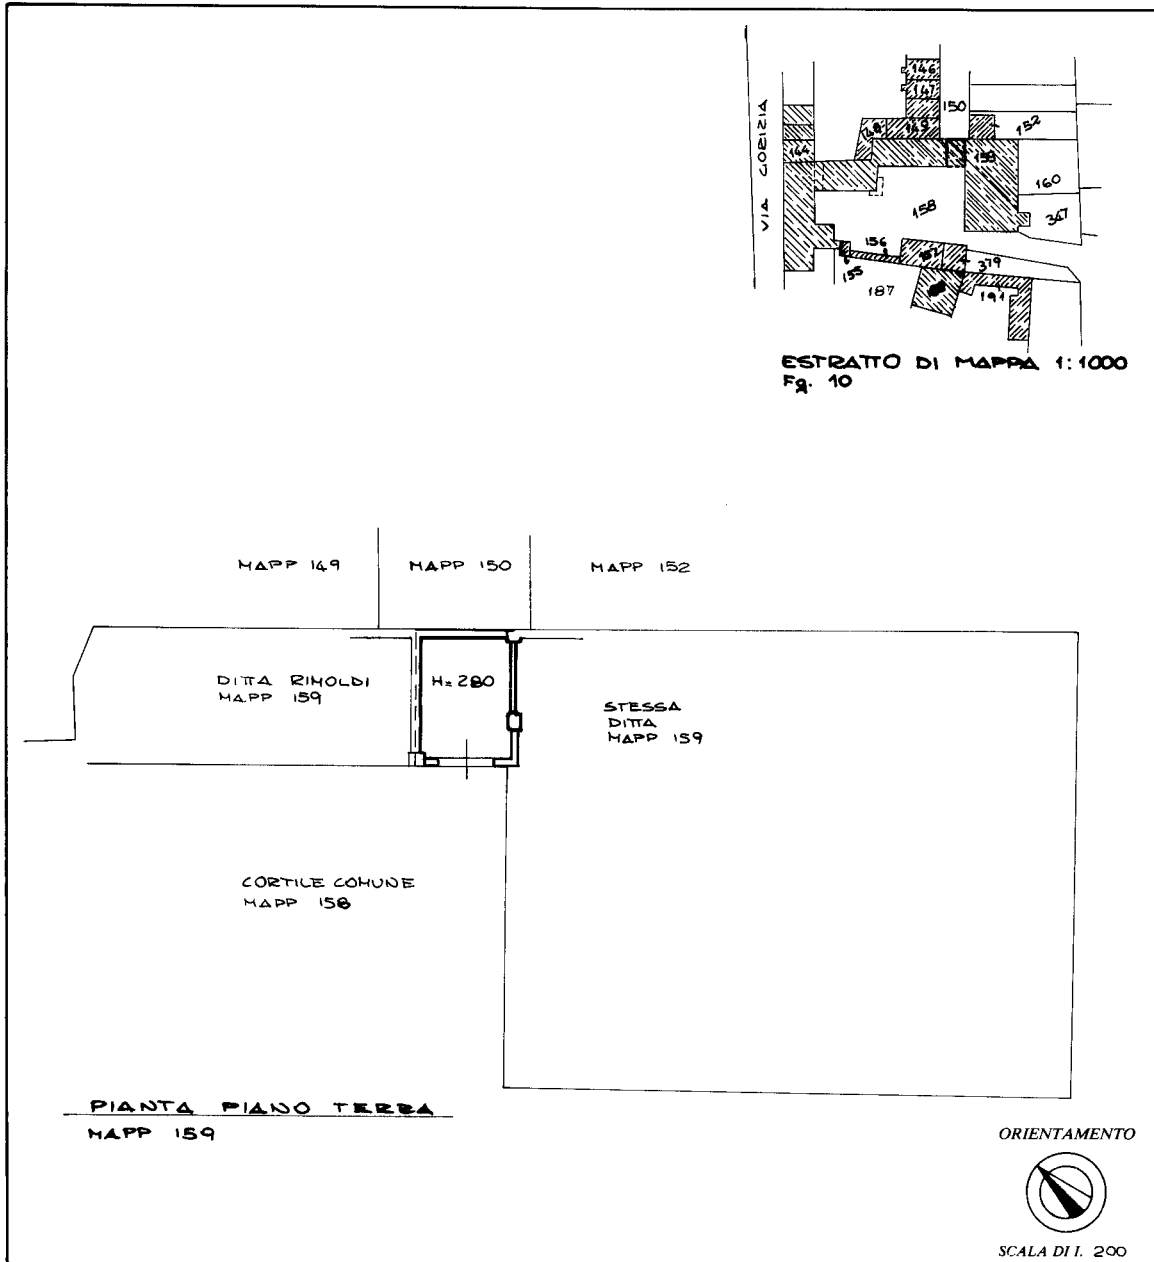 VIA GORIZIA
146
147
150
148
149
152
144
159
160
158
347
156
157
379
155
187
191
ESTRATTO DI MAPPA 1:1000
Fg. 10
MAPP 149
MAPP 150
MAPP 152
DITTA RIMOLDI
MAPP 159
H=280
STESSA
DITTA
MAPP 159
CORTILE COMUNE
MAPP 158
PIANTA PIANO TERRA
MAPP 159
ORIENTAMENTO
SCALA DI 1. 200